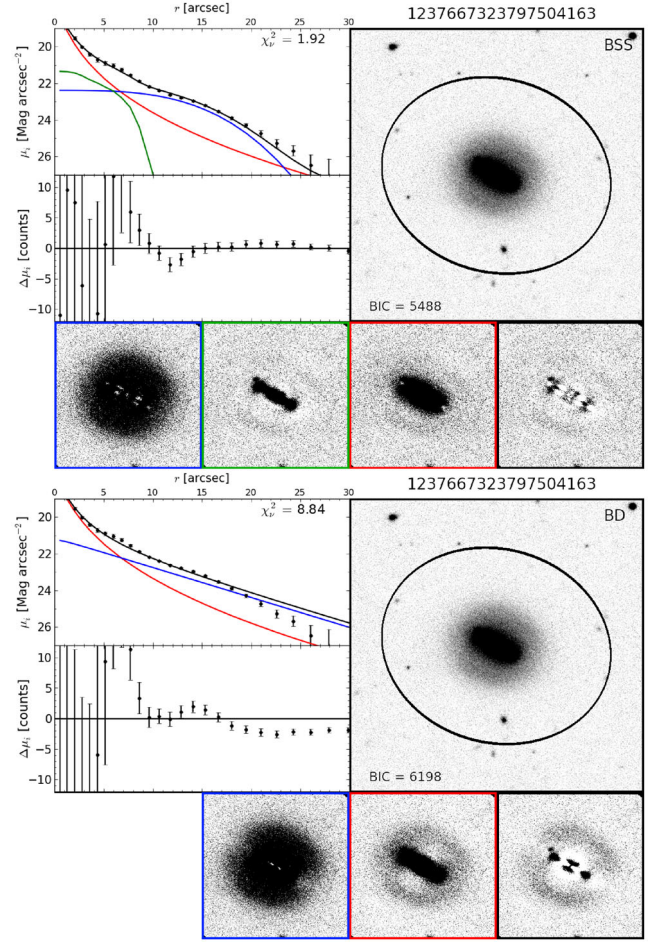 r [arcsec]
1237667323797504163
0 5 10 15 20 25 30
χ²ᵥ = 1.92
BSS
μᵢ [Mag arcsec⁻²]
20
22
24
26
Δμᵢ [counts]
10
5
0
−5
−10
BIC = 5488
r [arcsec]
1237667323797504163
0 5 10 15 20 25 30
χ²ᵥ = 8.84
BD
μᵢ [Mag arcsec⁻²]
20
22
24
26
Δμᵢ [counts]
10
5
0
−5
−10
BIC = 6198